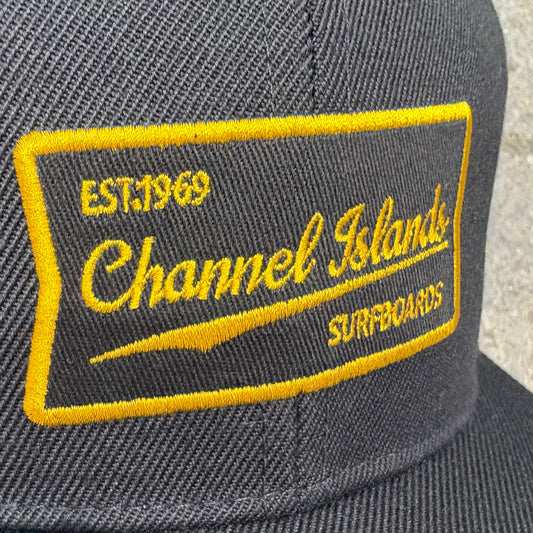 EST.1969
Channel Islands
SURFBOARDS